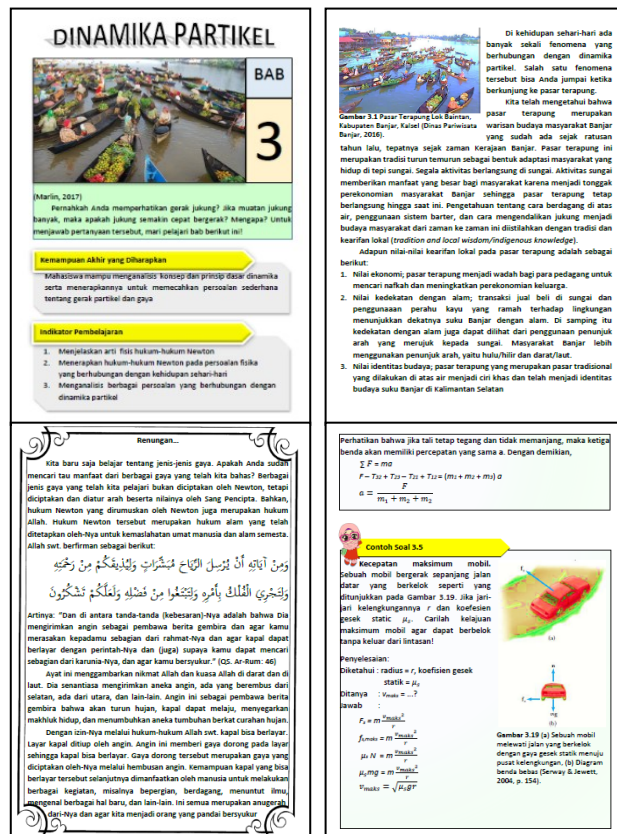 DINAMIKA PARTIKEL
BAB
3
(Marlin, 2017)
Pernahkah Anda memperhatikan gerak jukung? Jika muatan jukung
banyak, maka apakah jukung semakin cepat bergerak? Mengapa? Untuk
menjawab pertanyaan tersebut, mari pelajari bab berikut ini!
Kemampuan Akhir yang Diharapkan
Mahasiswa mampu menganalisis konsep dan prinsip dasar dinamika
serta menerapkannya untuk memecahkan persoalan sederhana
tentang gerak partikel dan gaya
Indikator Pembelajaran
1. Menjelaskan arti fisis hukum-hukum Newton
2. Menerapkan hukum-hukum Newton pada persoalan fisika
yang berhubungan dengan kehidupan sehari-hari
3. Menganalisis berbagai persoalan yang berhubungan dengan
dinamika partikel
Di kehidupan sehari-hari ada
banyak sekali fenomena yang
berhubungan dengan dinamika
partikel. Salah satu fenomena
tersebut bisa Anda jumpai ketika
berkunjung ke pasar terapung.
Kita telah mengetahui bahwa
pasar terapung merupakan
warisan budaya masyarakat Banjar
yang sudah ada sejak ratusan
Gambar 3.1 Pasar Terapung Lok Baintan,
Kabupaten Banjar, Kalsel (Dinas Pariwisata
Banjar, 2016).
tahun lalu, tepatnya sejak zaman Kerajaan Banjar. Pasar terapung ini
merupakan tradisi turun temurun sebagai bentuk adaptasi masyarakat yang
hidup di tepi sungai. Segala aktivitas berlangsung di sungai. Aktivitas sungai
memberikan manfaat yang besar bagi masyarakat karena menjadi tonggak
perekonomian masyarakat Banjar sehingga pasar terapung tetap
berlangsung hingga saat ini. Pengetahuan tentang cara berdagang di atas
air, penggunaan sistem barter, dan cara mengendalikan jukung menjadi
budaya masyarakat dari zaman ke zaman ini diistilahkan dengan tradisi dan
kearifan lokal (tradition and local wisdom/indigenous knowledge).
Adapun nilai-nilai kearifan lokal pada pasar terapung adalah sebagai
berikut:
1. Nilai ekonomi; pasar terapung menjadi wadah bagi para pedagang untuk
mencari nafkah dan meningkatkan perekonomian keluarga.
2. Nilai kedekatan dengan alam; transaksi jual beli di sungai dan
penggunaaan perahu kayu yang ramah terhadap lingkungan
menunjukkan dekatnya suku Banjar dengan alam. Di samping itu
kedekatan dengan alam juga dapat dilihat dari penggunaan penunjuk
arah yang merujuk kepada sungai. Masyarakat Banjar lebih
menggunakan penunjuk arah, yaitu hulu/hilir dan darat/laut.
3. Nilai identitas budaya; pasar terapung yang merupakan pasar tradisional
yang dilakukan di atas air menjadi ciri khas dan telah menjadi identitas
budaya suku Banjar di Kalimantan Selatan
Renungan...
Kita baru saja belajar tentang jenis-jenis gaya. Apakah Anda sudah
mencari tau manfaat dari berbagai gaya yang telah kita bahas? Berbagai
jenis gaya yang telah kita pelajari bukan diciptakan oleh Newton, tetapi
diciptakan dan diatur arah beserta nilainya oleh Sang Pencipta. Bahkan,
hukum Newton yang dirumuskan oleh Newton juga merupakan hukum
Allah. Hukum Newton tersebut merupakan hukum alam yang telah
ditetapkan oleh-Nya untuk kemaslahatan umat manusia dan alam semesta.
Allah swt. berfirman sebagai berikut:
وَمِنْ آيَاتِهِ أَنْ يُرْسِلَ الرِّيَاحَ مُبَشِّرَاتٍ وَلِيُذِيقَكُمْ مِنْ رَحْمَتِهِ
وَلِتَجْرِيَ الْفُلْكُ بِأَمْرِهِ وَلِتَبْتَغُوا مِنْ فَضْلِهِ وَلَعَلَّكُمْ تَشْكُرُونَ
Artinya: “Dan di antara tanda-tanda (kebesaran)-Nya adalah bahwa Dia
mengirimkan angin sebagai pembawa berita gembira dan agar kamu
merasakan kepadamu sebagian dari rahmat-Nya dan agar kapal dapat
berlayar dengan perintah-Nya dan (juga) supaya kamu dapat mencari
sebagian dari karunia-Nya, dan agar kamu bersyukur.” (QS. Ar-Rum: 46)
Ayat ini menggambarkan nikmat Allah dan kuasa Allah di darat dan di
laut. Dia senantiasa mengirimkan aneka angin, ada yang berembus dari
selatan, ada dari utara, dan lain-lain. Angin ini sebagai pembawa berita
gembira bahwa akan turun hujan, kapal dapat melaju, menyegarkan
makhluk hidup, dan menumbuhkan aneka tumbuhan berkat curahan hujan.
Dengan izin-Nya melalui hukum-hukum Allah swt. kapal bisa berlayar.
Layar kapal ditiup oleh angin. Angin ini memberi gaya dorong pada layar
sehingga kapal bisa berlayar. Gaya dorong tersebut merupakan gaya yang
diciptakan oleh-Nya melalui hembusan angin. Kemampuan kapal yang bisa
berlayar tersebut selanjutnya dimanfaatkan oleh manusia untuk melakukan
berbagai kegiatan, misalnya bepergian, berdagang, menuntut ilmu,
mengenal berbagai hal baru, dan lain-lain. Ini semua merupakan anugerah
dari-Nya dan agar kita menjadi orang yang pandai bersyukur
Perhatikan bahwa jika tali tetap tegang dan tidak memanjang, maka ketiga
benda akan memiliki percepatan yang sama a. Dengan demikian,
∑ F = ma
F − T₃₂ + T₂₃ − T₂₁ + T₁₂ = (m₁ + m₂ + m₃) a
a = F / (m₁ + m₂ + m₂)
Contoh Soal 3.5
Kecepatan maksimum mobil.
Sebuah mobil bergerak sepanjang jalan
datar yang berkelok seperti yang
ditunjukkan pada Gambar 3.19. Jika jari-
jari kelengkungannya r dan koefesien
gesek static μₛ. Carilah kelajuan
maksimum mobil agar dapat berbelok
tanpa keluar dari lintasan!
Penyelesaian:
Diketahui : radius = r, koefisien gesek
statik = μₛ
Ditanya : vmaks = ...?
Jawab :
Fₛ = m vmaks² / r
fs,maks = m vmaks² / r
μₛ N = m vmaks² / r
μₛmg = m vmaks² / r
vmaks = √μₛgr
fₛ
(a)
n
fₛ
mg
(b)
Gambar 3.19 (a) Sebuah mobil
melewati jalan yang berkelok
dengan gaya gesek statik menuju
pusat kelengkungan, (b) Diagram
benda bebas (Serway & Jewett,
2004, p. 154).